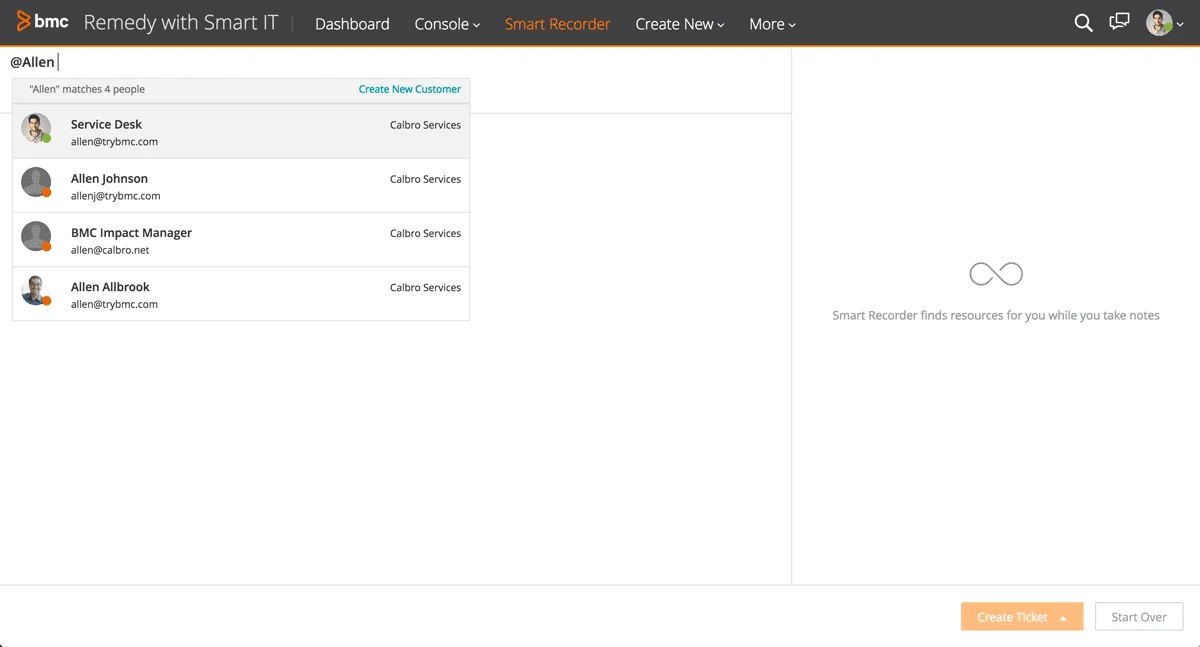 bmc Remedy with Smart IT Dashboard Console Smart Recorder Create New More
@Allen
"Allen" matches 4 people Create New Customer
Service Desk Calbro Services
allen@trybmc.com
Allen Johnson Calbro Services
allenj@trybmc.com
BMC Impact Manager Calbro Services
allen@calbro.net
Allen Allbrook Calbro Services
allen@trybmc.com
Smart Recorder finds resources for you while you take notes
Create Ticket Start Over